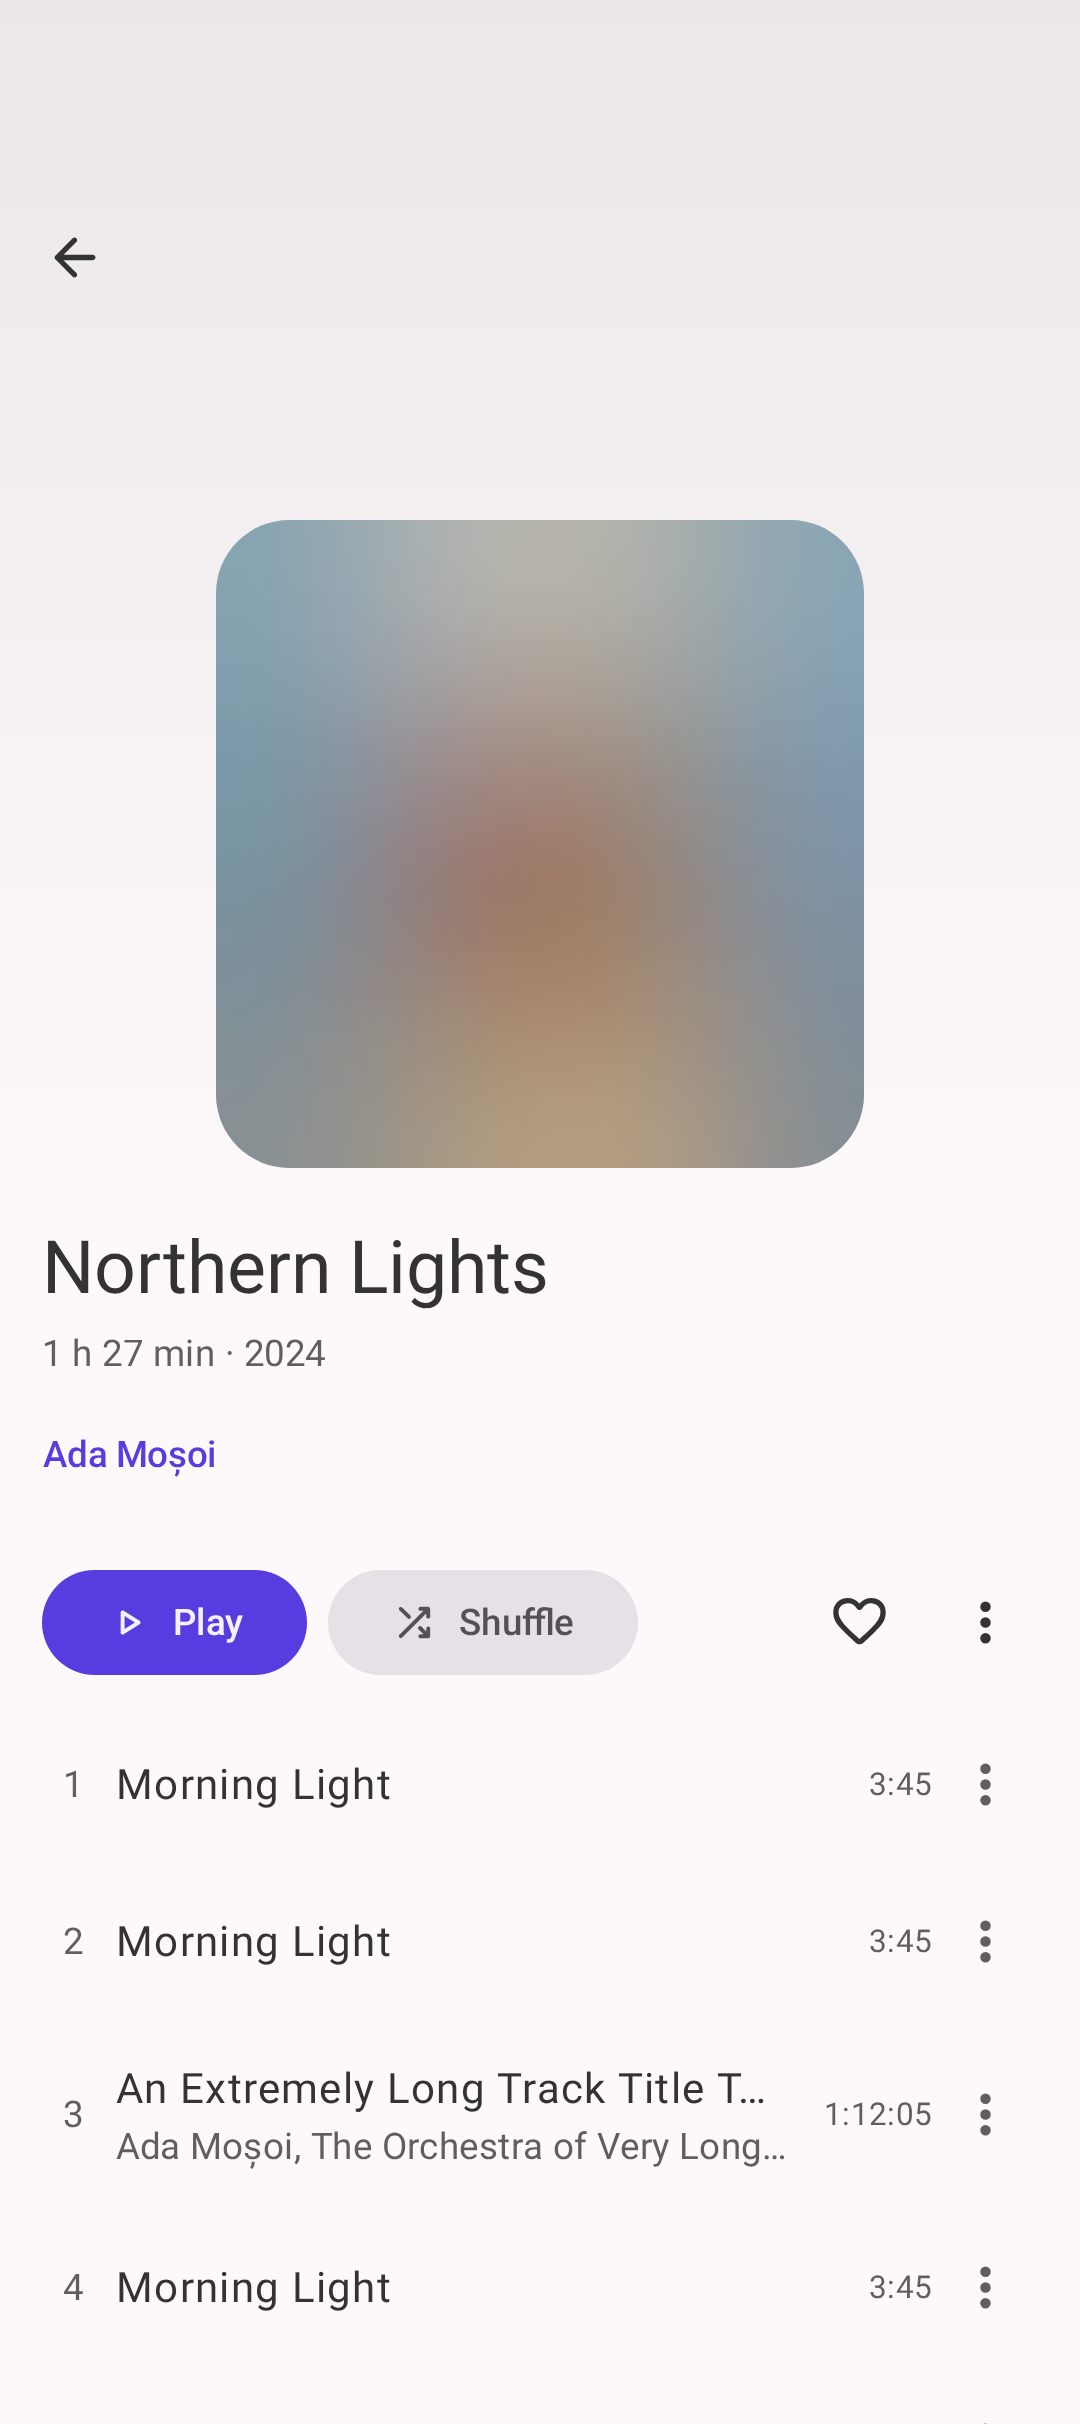 Northern Lights
1 h 27 min · 2024
Ada Moșoi
Play
Shuffle
1 Morning Light 3:45
2 Morning Light 3:45
3 An Extremely Long Track Title T… 1:12:05
Ada Moșoi, The Orchestra of Very Long…
4 Morning Light 3:45